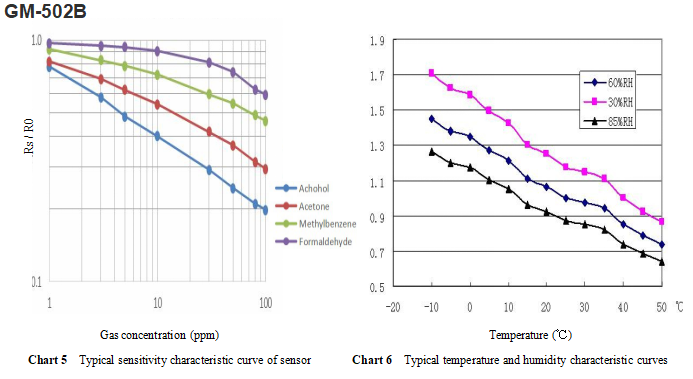 GM-502B
1.0
0.1
Rs / R0
1
10
100
Achohol
Acetone
Methylbenzene
Formaldehyde
Gas concentration (ppm)
Chart 5 Typical sensitivity characteristic curve of sensor
1.9
1.7
1.5
1.3
1.1
0.9
0.7
0.5
-20
-10
0
10
20
30
40
50
℃
60%RH
30%RH
85%RH
Temperature (℃)
Chart 6 Typical temperature and humidity characteristic curves